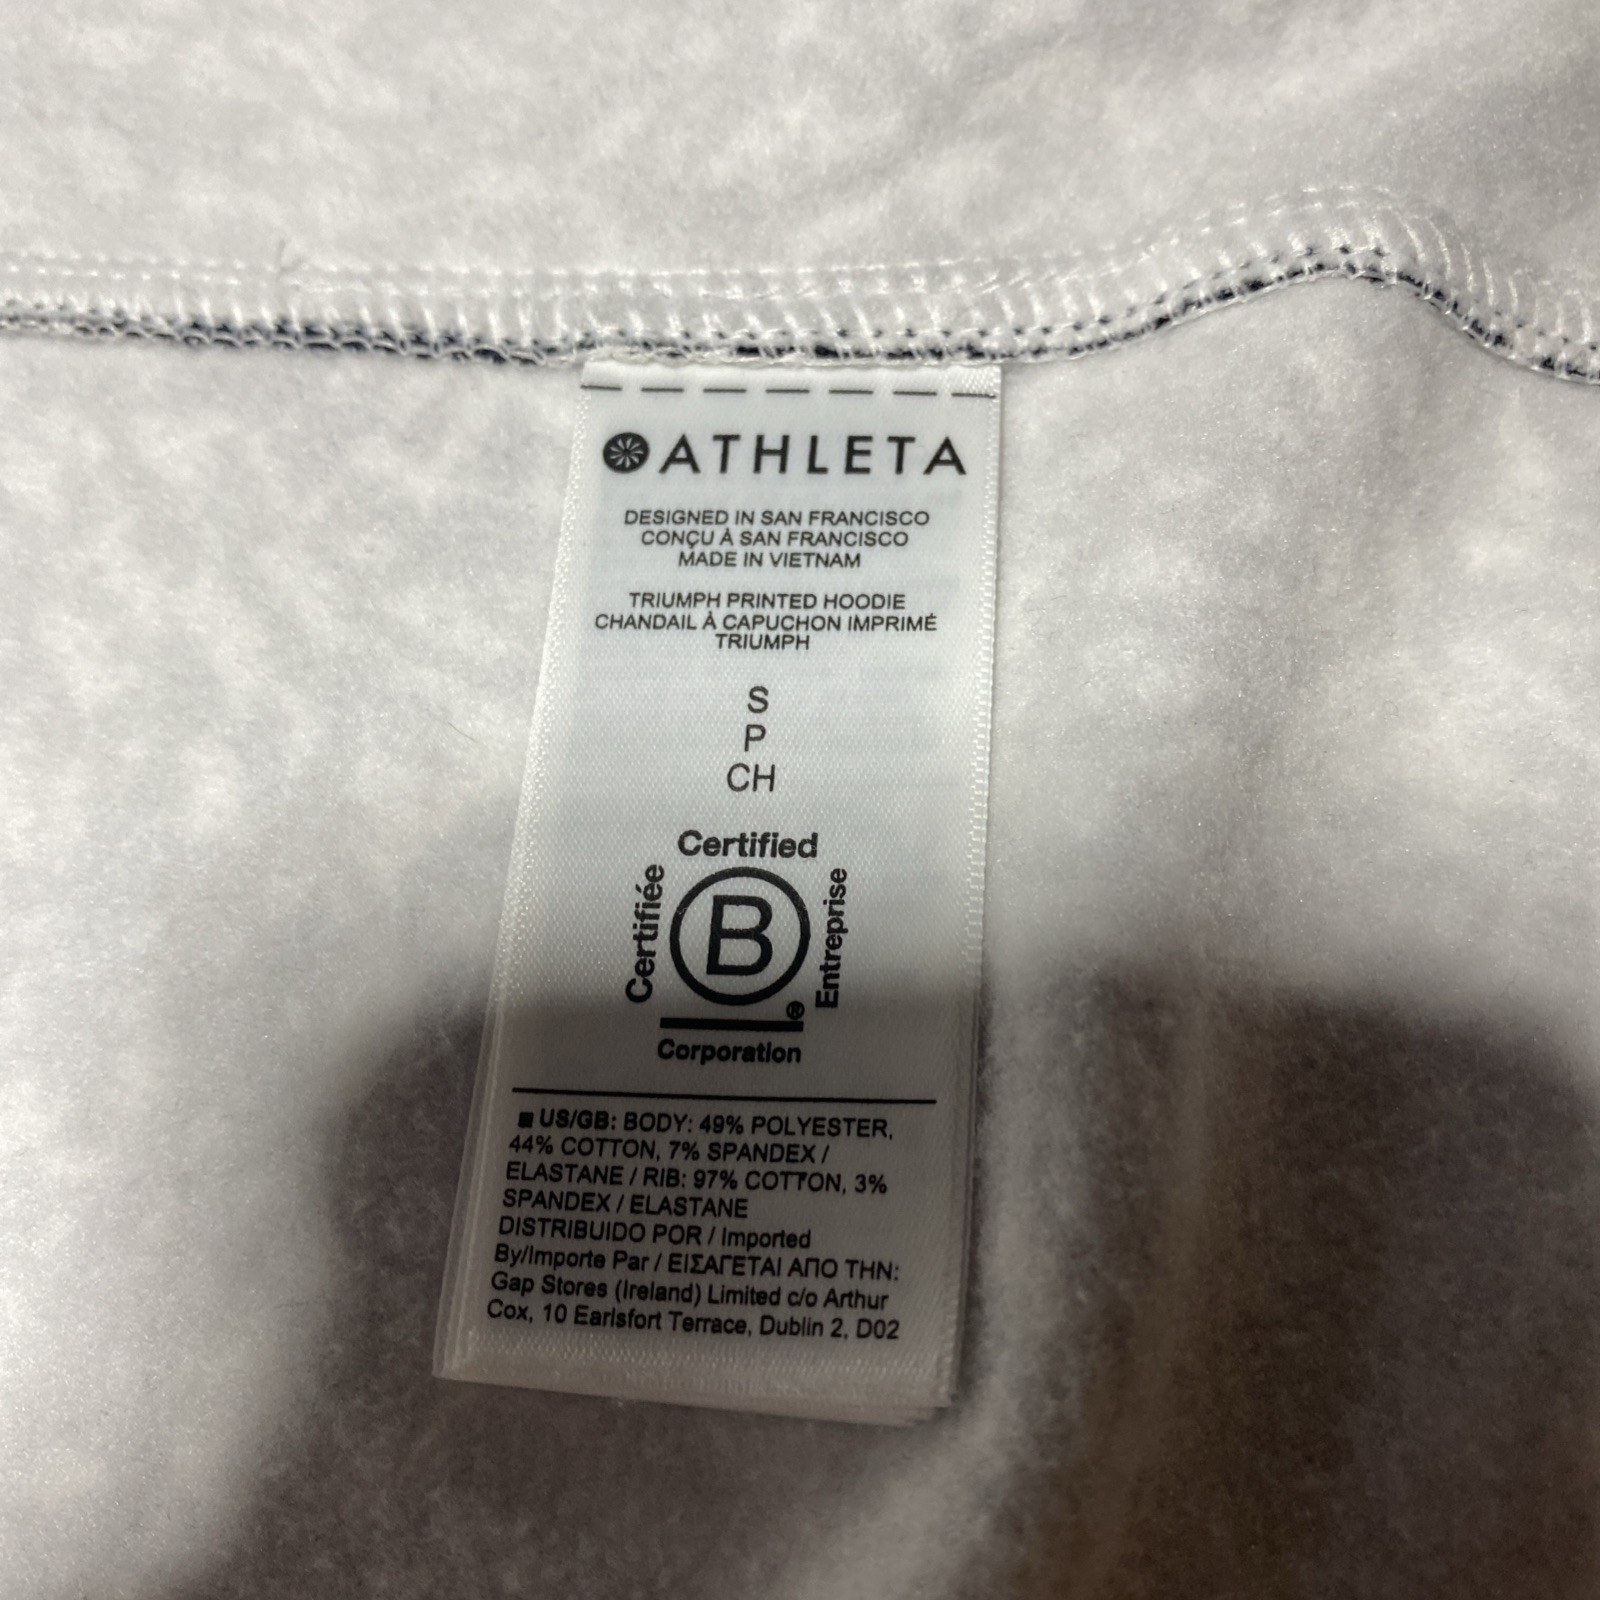 ATHLETA
DESIGNED IN SAN FRANCISCO
CONÇU À SAN FRANCISCO
MADE IN VIETNAM
TRIUMPH PRINTED HOODIE
CHANDAIL À CAPUCHON IMPRIMÉ
TRIUMPH
S
P
CH
Certified
Certifiée
B
Entreprise
®
Corporation
US/GB: BODY: 49% POLYESTER,
44% COTTON, 7% SPANDEX /
ELASTANE / RIB: 97% COTTON, 3%
SPANDEX / ELASTANE
DISTRIBUIDO POR / Imported
By/Importe Par / ΕΙΣΑΓΕΤΑΙ ΑΠΟ ΤΗΝ:
Gap Stores (Ireland) Limited c/o Arthur
Cox, 10 Earlsfort Terrace, Dublin 2, D02